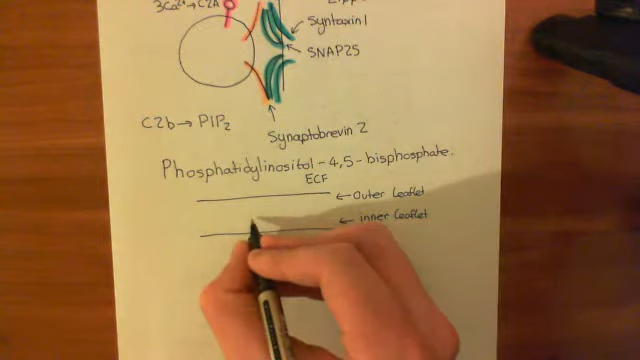 3Ca²⁺→C2A
Syntaxin 1
SNAP25
C2b→PIP₂
Synaptobrevin 2
Phosphatidylinositol-4,5-bisphosphate.
ECF
←Outer leaflet
← inner leaflet